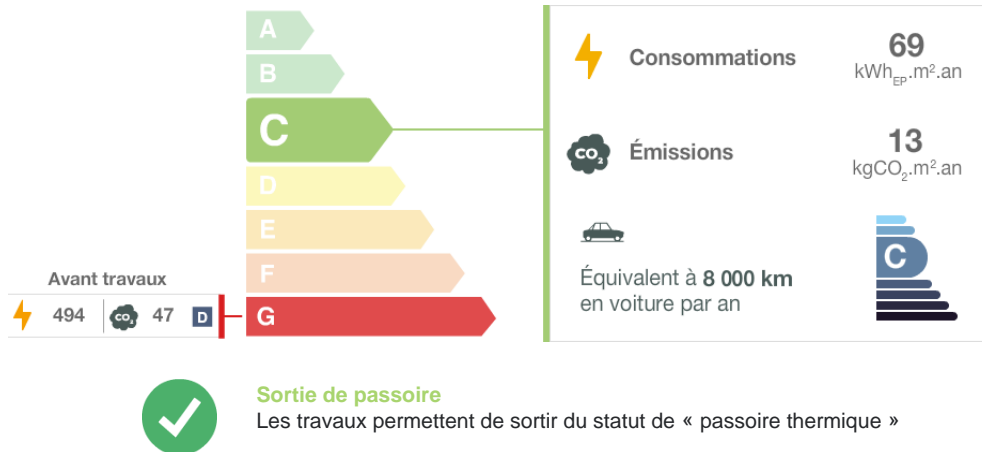 A
B
C
D
E
F
G
Avant travaux
494 CO₂ 47 D
Consommations 69
kWhEP.m².an
CO₂ Émissions 13
kgCO₂.m².an
C
Équivalent à 8 000 km
en voiture par an
Sortie de passoire
Les travaux permettent de sortir du statut de « passoire thermique »